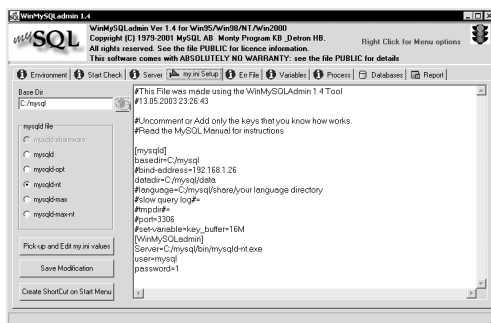 WinMySQLadmin 1.4
WinMySQLadmin Ver 1.4 for Win95/Win98/NT/Win2000
Copyright (C) 1979-2001 MySQL AB Monty Program KB ,Detron HB.
All rights reserved. See the file PUBLIC for licence information.
This software comes with ABSOLUTELY NO WARRANTY: see the file PUBLIC for details
mySQL
Right Click for Menu options
Environment
Start Check
Server
my.ini Setup
Err File
Variables
Process
Databases
Report
Base Dir
C:/mysql
mysqld file
mysqld-shareware
mysqld
mysqld-opt
mysqld-nt
mysqld-max
mysqld-max-nt
Pick-up and Edit my.ini values
Save Modification
Create ShortCut on Start Menu
#This File was made using the WinMySQLAdmin 1.4 Tool
#13.05.2003 23:26:43
#Uncomment or Add only the keys that you know how works.
#Read the MySQL Manual for instructions
[mysqld]
basedir=C:/mysql
#bind-address=192.168.1.26
datadir=C:/mysql/data
#language=C:/mysql/share/your language directory
#slow query log#=
#tmpdir#=
#port=3306
#set-variable=key_buffer=16M
[WinMySQLadmin]
Server=C:/mysql/bin/mysqld-nt.exe
user=mysql
password=1